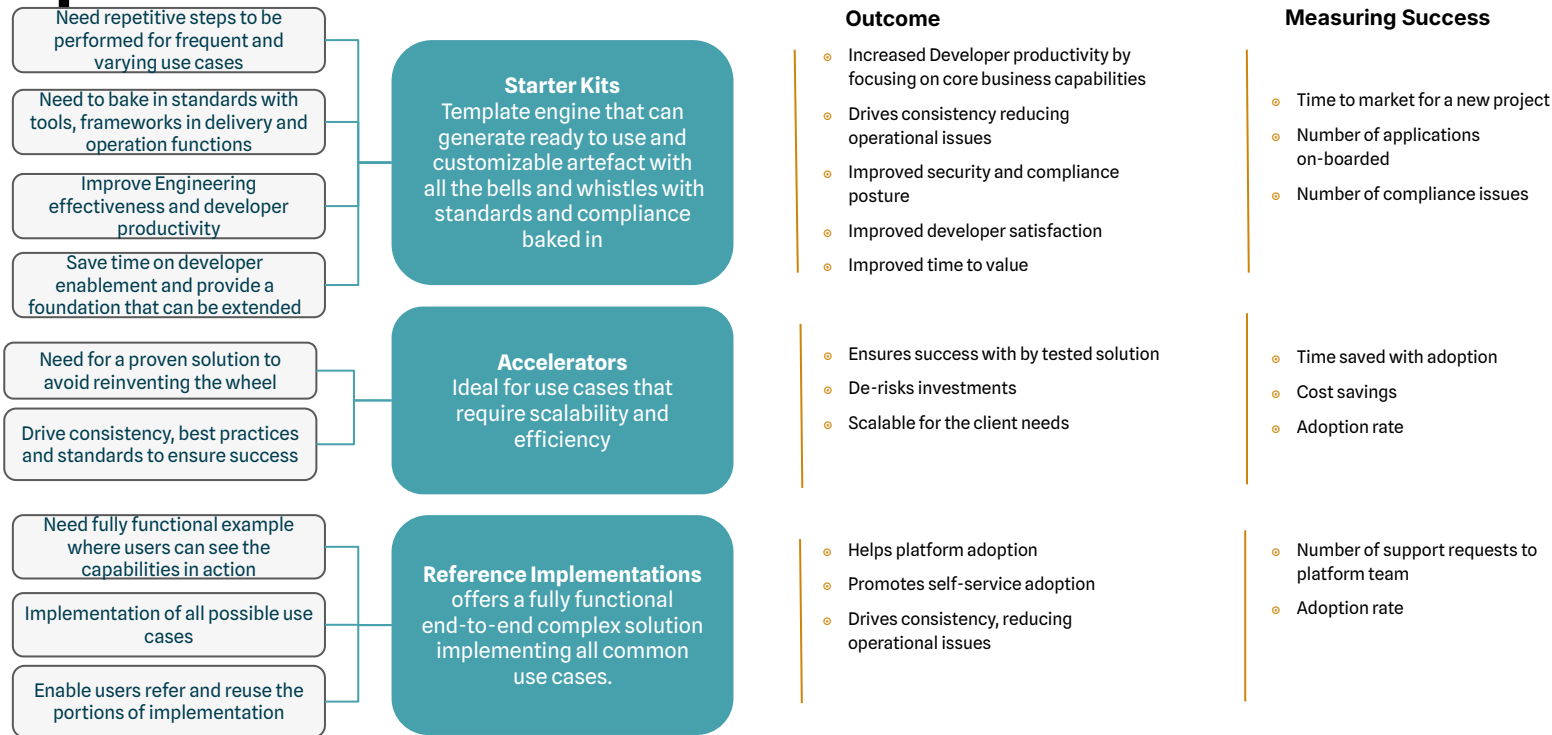 Outcome
Measuring Success
Need repetitive steps to be
performed for frequent and
varying use cases
Need to bake in standards with
tools, frameworks in delivery and
operation functions
Improve Engineering
effectiveness and developer
productivity
Save time on developer
enablement and provide a
foundation that can be extended
Starter Kits
Template engine that can
generate ready to use and
customizable artefact with
all the bells and whistles with
standards and compliance
baked in
Increased Developer productivity by
focusing on core business capabilities
Drives consistency reducing
operational issues
Improved security and compliance
posture
Improved developer satisfaction
Improved time to value
Time to market for a new project
Number of applications
on-boarded
Number of compliance issues
Need for a proven solution to
avoid reinventing the wheel
Drive consistency, best practices
and standards to ensure success
Accelerators
Ideal for use cases that
require scalability and
efficiency
Ensures success with by tested solution
De-risks investments
Scalable for the client needs
Time saved with adoption
Cost savings
Adoption rate
Need fully functional example
where users can see the
capabilities in action
Implementation of all possible use
cases
Enable users refer and reuse the
portions of implementation
Reference Implementations
offers a fully functional
end-to-end complex solution
implementing all common
use cases.
Helps platform adoption
Promotes self-service adoption
Drives consistency, reducing
operational issues
Number of support requests to
platform team
Adoption rate